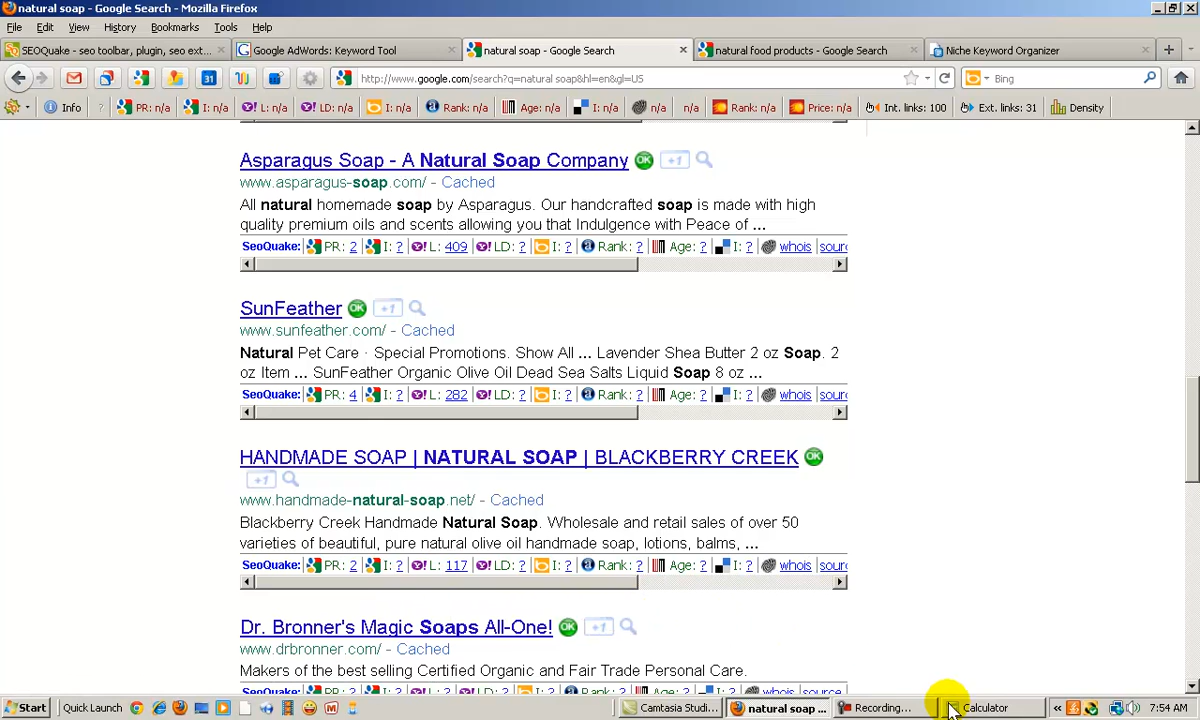 natural soap - Google Search - Mozilla Firefox
File Edit View History Bookmarks Tools Help
SEOQuake - seo toolbar, plugin, seo ext... Google AdWords: Keyword Tool natural soap - Google Search natural food products - Google Search Niche Keyword Organizer
http://www.google.com/search?q=natural soap&hl=en&gl=US Bing
Info ? PR: n/a I: n/a L: n/a LD: n/a I: n/a Rank: n/a Age: n/a I: n/a n/a n/a Rank: n/a Price: n/a Int. links: 100 Ext. links: 31 Density
Asparagus Soap - A Natural Soap Company OK +1
www.asparagus-soap.com/ - Cached
All natural homemade soap by Asparagus. Our handcrafted soap is made with high
quality premium oils and scents allowing you that Indulgence with Peace of ...
SeoQuake: PR: 2 I: ? L: 409 LD: ? I: ? Rank: ? Age: ? I: ? whois sourc
SunFeather OK +1
www.sunfeather.com/ - Cached
Natural Pet Care · Special Promotions. Show All ... Lavender Shea Butter 2 oz Soap. 2
oz Item ... SunFeather Organic Olive Oil Dead Sea Salts Liquid Soap 8 oz ...
SeoQuake: PR: 4 I: ? L: 282 LD: ? I: ? Rank: ? Age: ? I: ? whois sourc
HANDMADE SOAP | NATURAL SOAP | BLACKBERRY CREEK OK
+1
www.handmade-natural-soap.net/ - Cached
Blackberry Creek Handmade Natural Soap. Wholesale and retail sales of over 50
varieties of beautiful, pure natural olive oil handmade soap, lotions, balms, ...
SeoQuake: PR: 2 I: ? L: 117 LD: ? I: ? Rank: ? Age: ? I: ? whois sourc
Dr. Bronner's Magic Soaps All-One! OK +1
www.drbronner.com/ - Cached
Makers of the best selling Certified Organic and Fair Trade Personal Care.
Start Quick Launch Camtasia Studi... natural soap ... Recording... Calculator « 7:54 AM